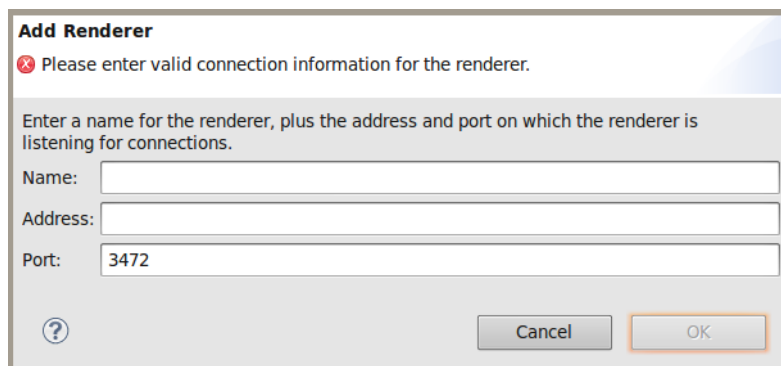 Add Renderer
Please enter valid connection information for the renderer.
Enter a name for the renderer, plus the address and port on which the renderer is
listening for connections.
Name:
Address:
Port: 3472
? Cancel OK